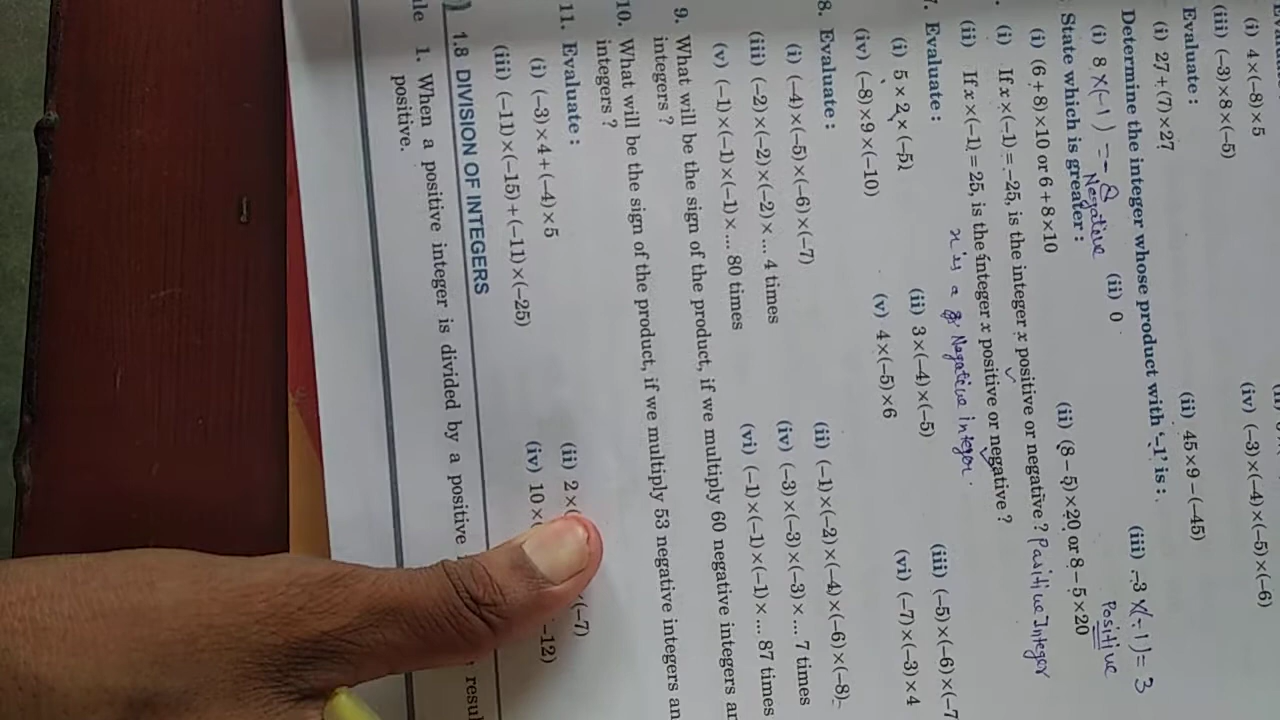 (i) 4×(−8)×5
(iii) (−3)×8×(−5) (iv) (−3)×(−4)×(−5)×(−6)
Evaluate :
(i) 27+(7)×27 (ii) 45×9−(−45)
Determine the integer whose product with '-1' is :
(i) 8 ×(-1) = -8 (ii) 0 (iii) −3 ×(-1) = 3
Negative Positive
State which is greater :
(i) (6+8)×10 or 6+8×10 (ii) (8−5)×20 or 8−5×20
(i) If x×(−1)=−25, is the integer x positive or negative ? Positive Integer
(ii) If x×(−1)=25, is the integer x positive or negative ?
x is a Negative Integer.
7. Evaluate :
(i) 5×2×(−5) (ii) 3×(−4)×(−5) (iii) (−5)×(−6)×(−7
(iv) (−8)×9×(−10) (v) 4×(−5)×6 (vi) (−7)×(−3)×4
8. Evaluate :
(i) (−4)×(−5)×(−6)×(−7) (ii) (−1)×(−2)×(−4)×(−6)×(−8)
(iii) (−2)×(−2)×(−2)×... 4 times (iv) (−3)×(−3)×(−3)×... 7 times
(v) (−1)×(−1)×(−1)×... 80 times (vi) (−1)×(−1)×(−1)×... 87 times
9. What will be the sign of the product, if we multiply 60 negative integers
integers ?
10. What will be the sign of the product, if we multiply 53 negative integers
integers ?
11. Evaluate :
(i) (−3)×4+(−4)×5 (ii) 2×( (−7)
(iii) (−11)×(−15)+(−11)×(−25) (iv) 10×( −12)
1.8 DIVISION OF INTEGERS
1. When a positive integer is divided by a positive
positive.